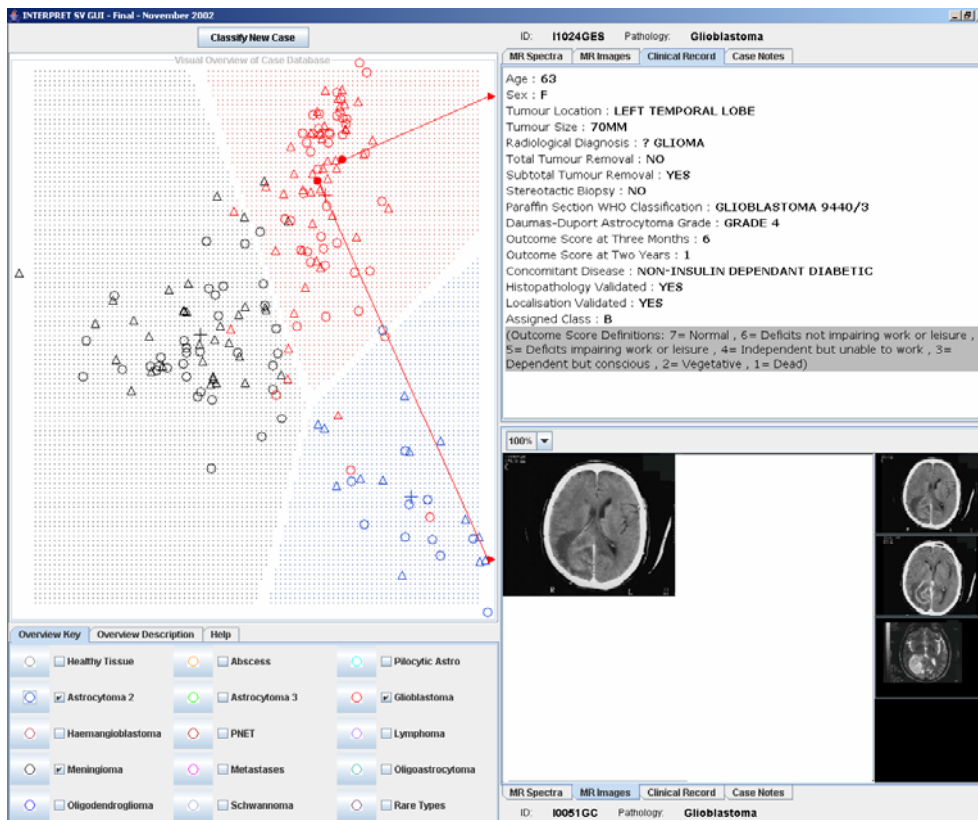 INTERPRET SV GUI - Final - November 2002
Classify New Case
Visual Overview of Case Database
ID: I1024GES Pathology: Glioblastoma
MR Spectra MR Images Clinical Record Case Notes
Age : 63
Sex : F
Tumour Location : LEFT TEMPORAL LOBE
Tumour Size : 70MM
Radiological Diagnosis : ? GLIOMA
Total Tumour Removal : NO
Subtotal Tumour Removal : YES
Stereotactic Biopsy : NO
Paraffin Section WHO Classification : GLIOBLASTOMA 9440/3
Daumas-Duport Astrocytoma Grade : GRADE 4
Outcome Score at Three Months : 6
Outcome Score at Two Years : 1
Concomitant Disease : NON-INSULIN DEPENDANT DIABETIC
Histopathology Validated : YES
Localisation Validated : YES
Assigned Class : B
(Outcome Score Definitions: 7= Normal , 6= Deficits not impairing work or leisure ,
5= Deficits impairing work or leisure , 4= Independent but unable to work , 3=
Dependent but conscious , 2= Vegetative , 1= Dead)
100%
R L
Overview Key Overview Description Help
Healthy Tissue Abscess Pilocytic Astro
Astrocytoma 2 Astrocytoma 3 Glioblastoma
Haemangioblastoma PNET Lymphoma
Meningioma Metastases Oligoastrocytoma
Oligodendroglioma Schwannoma Rare Types
MR Spectra MR Images Clinical Record Case Notes
ID: I0051GC Pathology: Glioblastoma